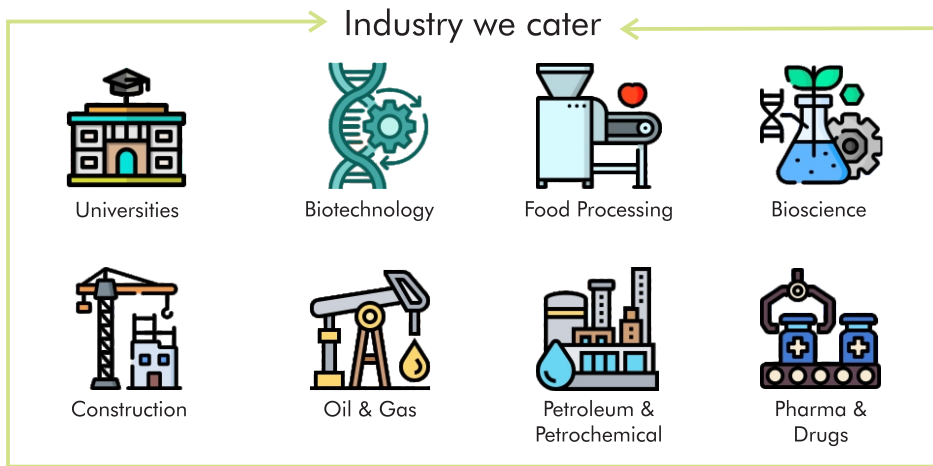 Industry we cater
Universities
Biotechnology
Food Processing
Bioscience
Construction
Oil & Gas
Petroleum &
Petrochemical
Pharma &
Drugs